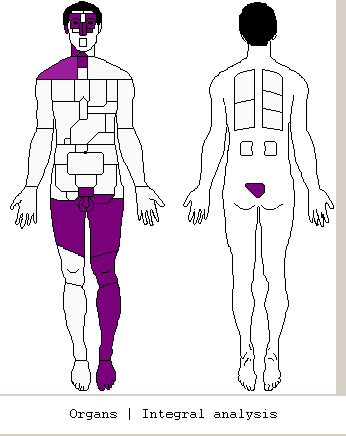 Organs | Integral analysis